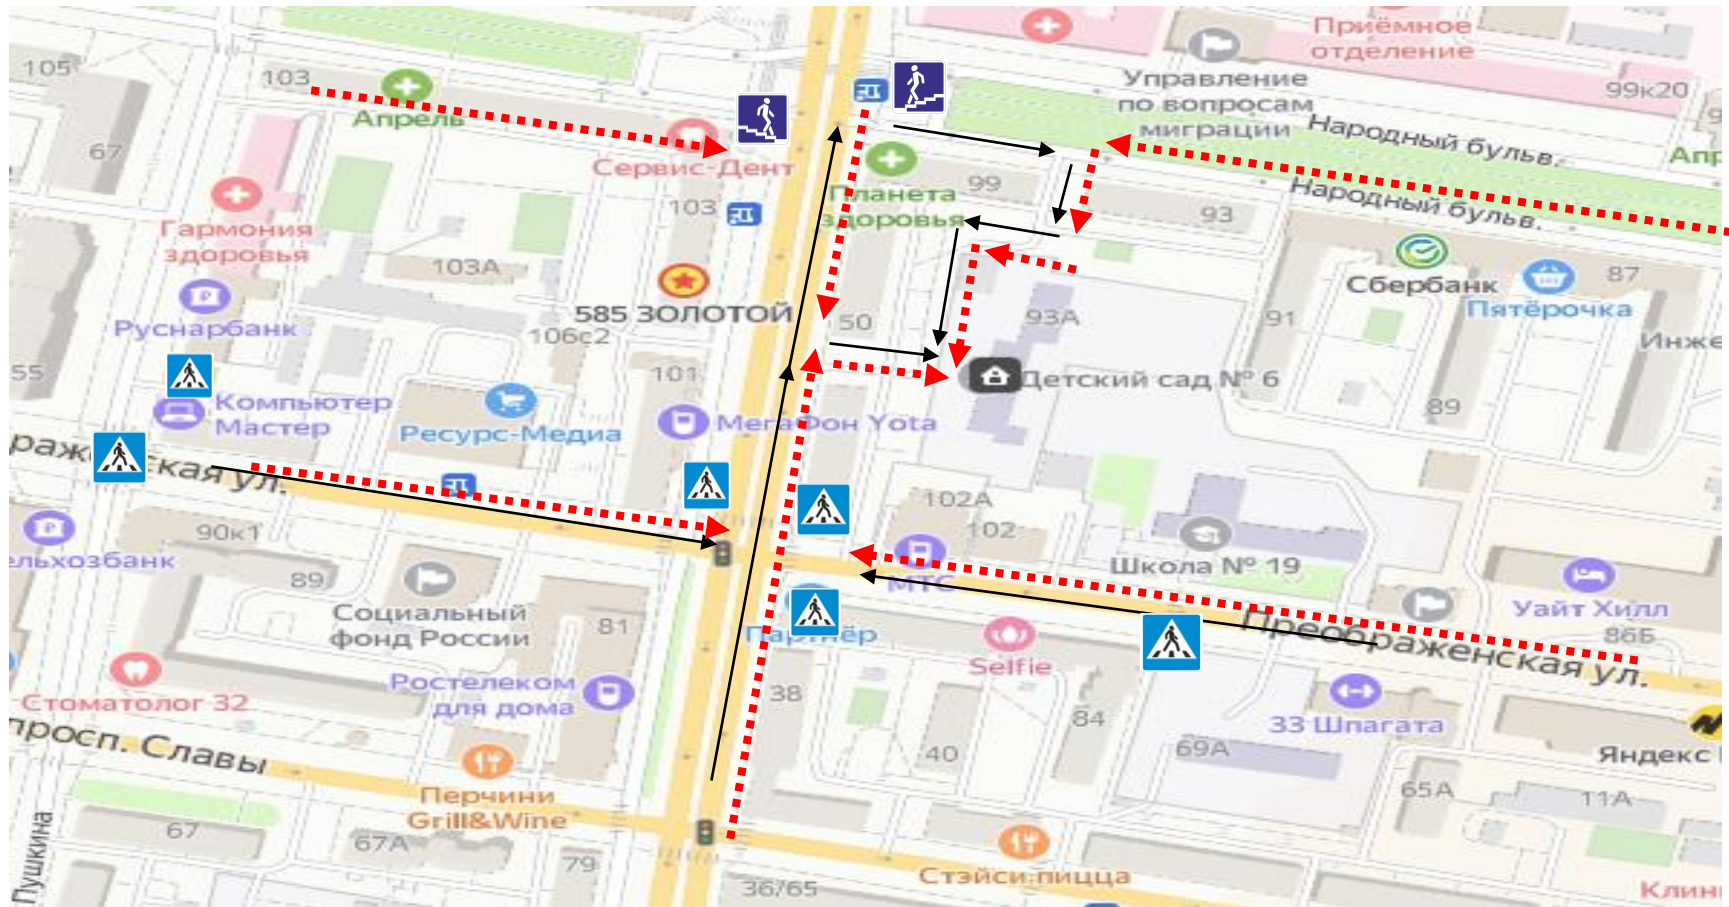 Приёмное
отделение
105
103
Апрель
Управление
по вопросам
миграции
99к20
Народный бульв.
67
Сервис-Дент
Апр
99
Народный бульв.
Планета
здоровья
103
93
Гармония
здоровья
103А
Сбербанк
87
585 ЗОЛОТОЙ
Пятёрочка
Руснарбанк
106с2
50
93А
91
Инже
55
101
Детский сад № 6
Компьютер
Мастер
Ресурс-Медиа
МегаФон Yota
89
102А
90к1
102
ельхозбанк
МТС
Школа № 19
89
Уайт Хилл
Социальный
фонд России
81
Партнёр
Преображенская ул.
86Б
Selfie
Ростелеком
для дома
38
Стоматолог 32
84
33 Шпагата
просп. Славы
40
69А
Яндекс
Перчини
Grill&Wine
65А
11А
67
67А
79
Стэйси пицца
36/65
Пушкина
Клин